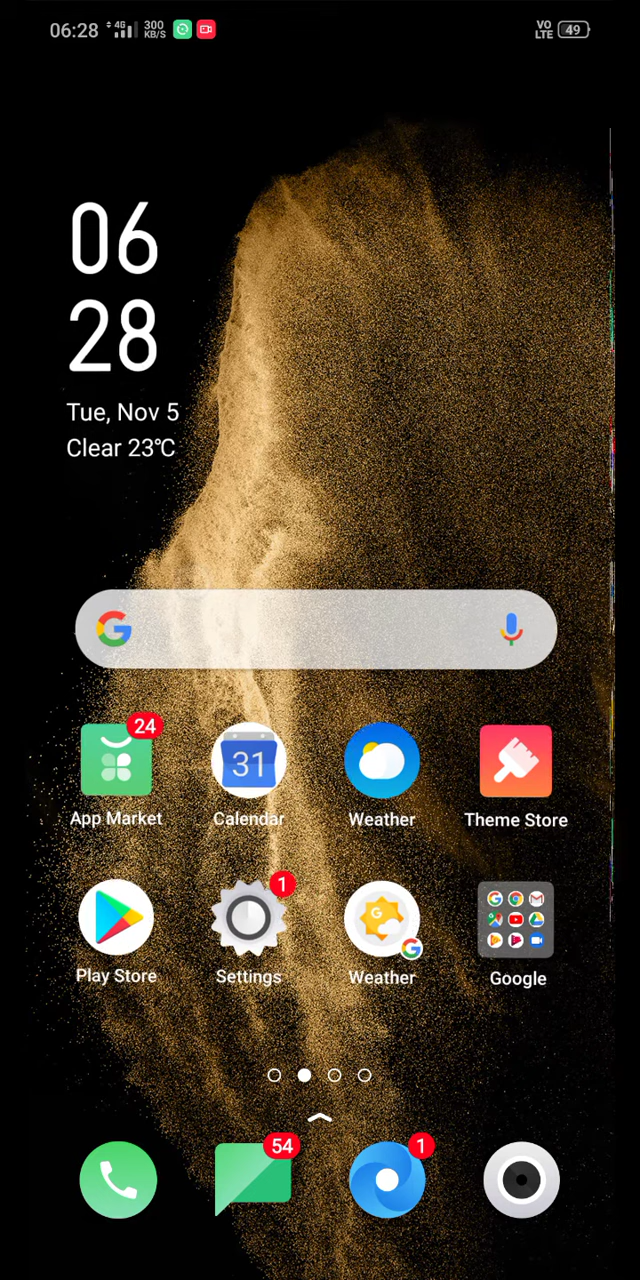 06:28 4G 300 KB/S VO LTE 49
06
28
Tue, Nov 5
Clear 23℃
24
31
App Market Calendar Weather Theme Store
1
G
Play Store Settings Weather Google
54 1